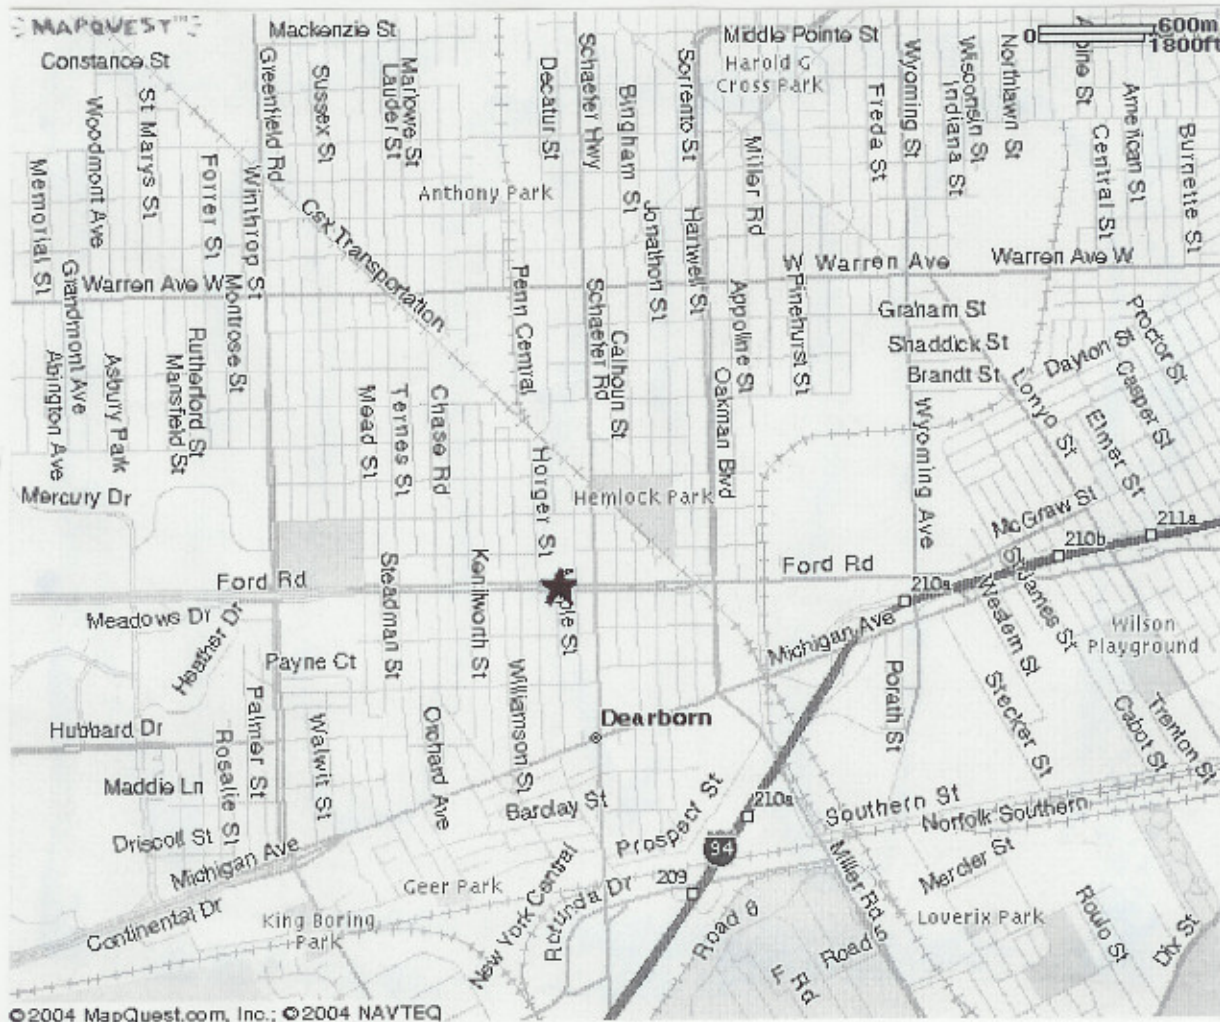 MAPQUEST
Mackenzie St
Constance St
Middle Pointe St
0
600m
1800ft
Harold G
Cross Park
Greenfield Rd
Sussex St
Marlowe St
Lauder St
Decatur St
Schaefer Hwy
Bingham St
Sorrento St
Freda St
Wyoming St
Wisconsin St
Indiana St
Northlawn St
American St
Central St
Burnette St
Woodmont Ave
St Marys St
Memorial St
Forrer St
Winthrop St
Csx Transportation
Anthony Park
Jonathon St
Hartwell St
Miller Rd
Warren Ave W
W Warren Ave
Warren Ave W
Grandmont Ave
Montrose St
Penn Central
Schaefer Rd
Calhoun St
Appoline St
Pinehurst St
Graham St
Shaddick St
Brandt St
Proctor St
Dayton St
Casper St
Lonyo St
Elmer St
Abington Ave
Asbury Park
Rutherford St
Mansfield St
Mead St
Ternes St
Chase Rd
Horger St
Oakman Blvd
Wyoming Ave
Mercury Dr
Hemlock Park
McGraw St
211a
210b
Ford Rd
Ford Rd
210a
Steadman St
Kenilworth St
Meadows Dr
Heather Dr
Payne Ct
Michigan Ave
Western St
St James St
Wilson
Playground
Palmer St
Williamson St
Dearborn
Porath St
Stecker St
Cabot St
Trenton St
Hubbard Dr
Rosalie St
Walwit St
Orchard Ave
Maddie Ln
Barclay St
Prospect St
210a
Southern St
Norfolk Southern
Driscoll St
Michigan Ave
94
209
Miller Rd
Mercier St
Geer Park
New York Central
Rotunda Dr
Continental Dr
King Boring
Park
Road 6
Road
Loverix Park
Roulo St
Dix St
F Rd
©2004 MapQuest.com, Inc.; ©2004 NAVTEQ